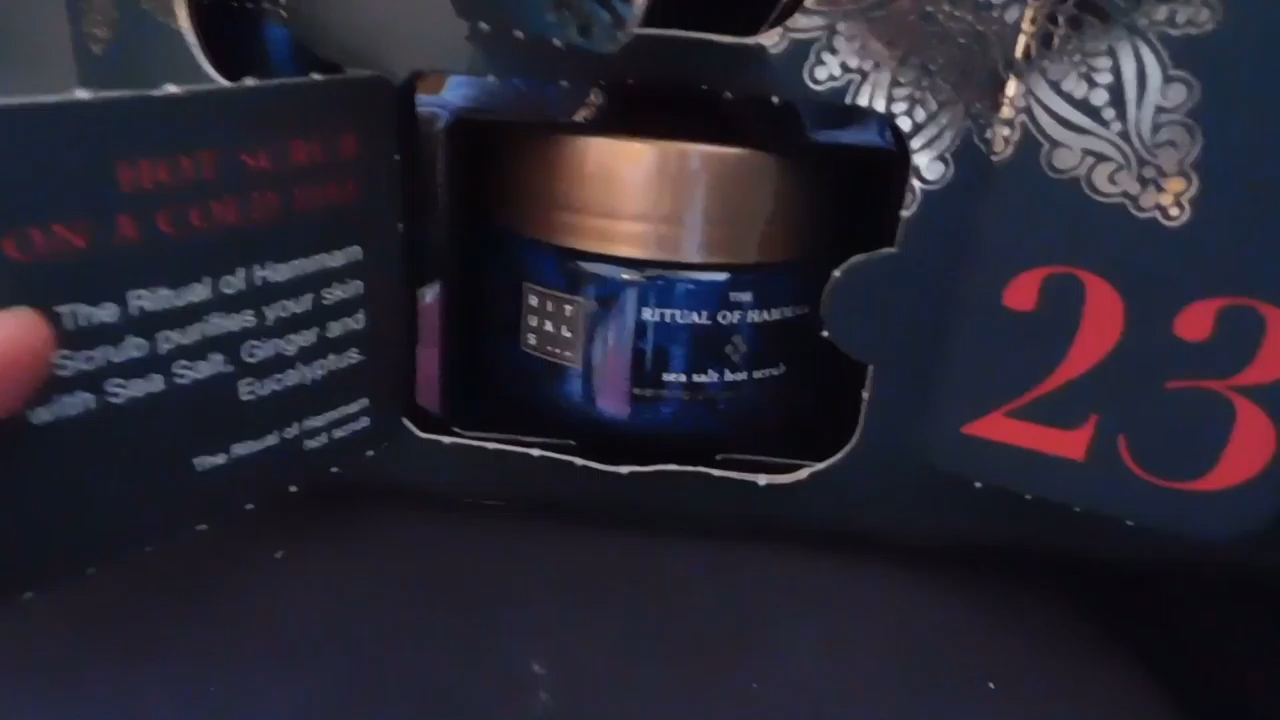 HOT SCRUB
ON A COLD DAY
The Ritual of Hammam
Scrub purifies your skin
with Sea Salt, Ginger and
Eucalyptus.
The Ritual of Hammam
hot scrub
RIT
UAL
S...
THE
RITUAL OF HAMMAM
sea salt hot scrub
23